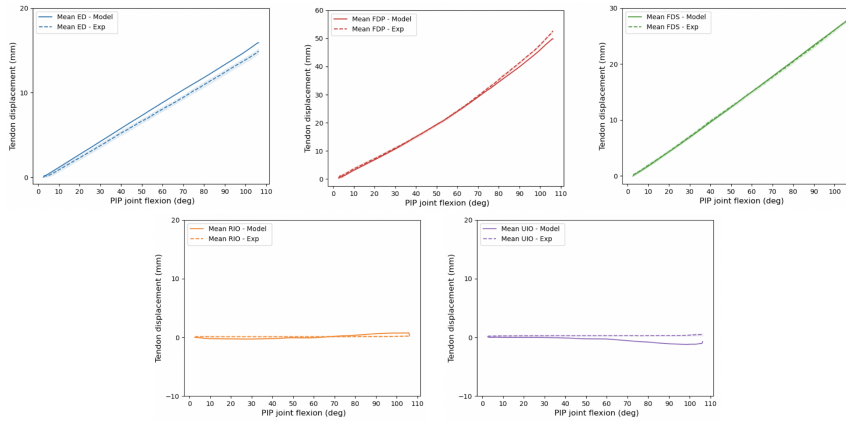 Mean ED - Model
Mean ED - Exp
Tendon displacement (mm)
20
10
0
0 10 20 30 40 50 60 70 80 90 100 110
PIP joint flexion (deg)
Mean FDP - Model
Mean FDP - Exp
Tendon displacement (mm)
60
50
40
30
20
10
0
0 10 20 30 40 50 60 70 80 90 100 110
PIP joint flexion (deg)
Mean FDS - Model
Mean FDS - Exp
Tendon displacement (mm)
30
20
10
0
0 10 20 30 40 50 60 70 80 90 100
PIP joint flexion (deg)
Mean RIO - Model
Mean RIO - Exp
Tendon displacement (mm)
20
10
0
−10
0 10 20 30 40 50 60 70 80 90 100 110
PIP joint flexion (deg)
Mean UIO - Model
Mean UIO - Exp
Tendon displacement (mm)
20
10
0
−10
0 10 20 30 40 50 60 70 80 90 100 110
PIP joint flexion (deg)